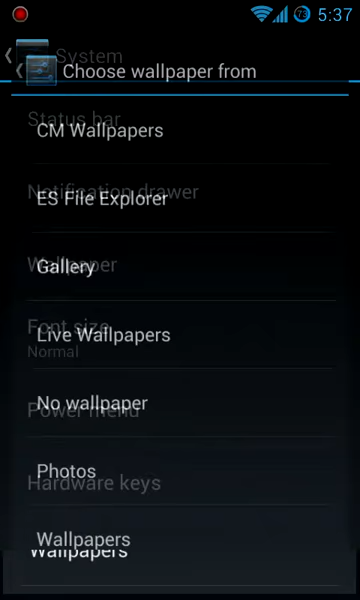 73 5:37
System
Choose wallpaper from
Status bar
CM Wallpapers
Notification drawer
ES File Explorer
Wallpaper
Gallery
Font size
Live Wallpapers
Normal
No wallpaper
Power menu
Photos
Hardware keys
Wallpapers
Wallpapers